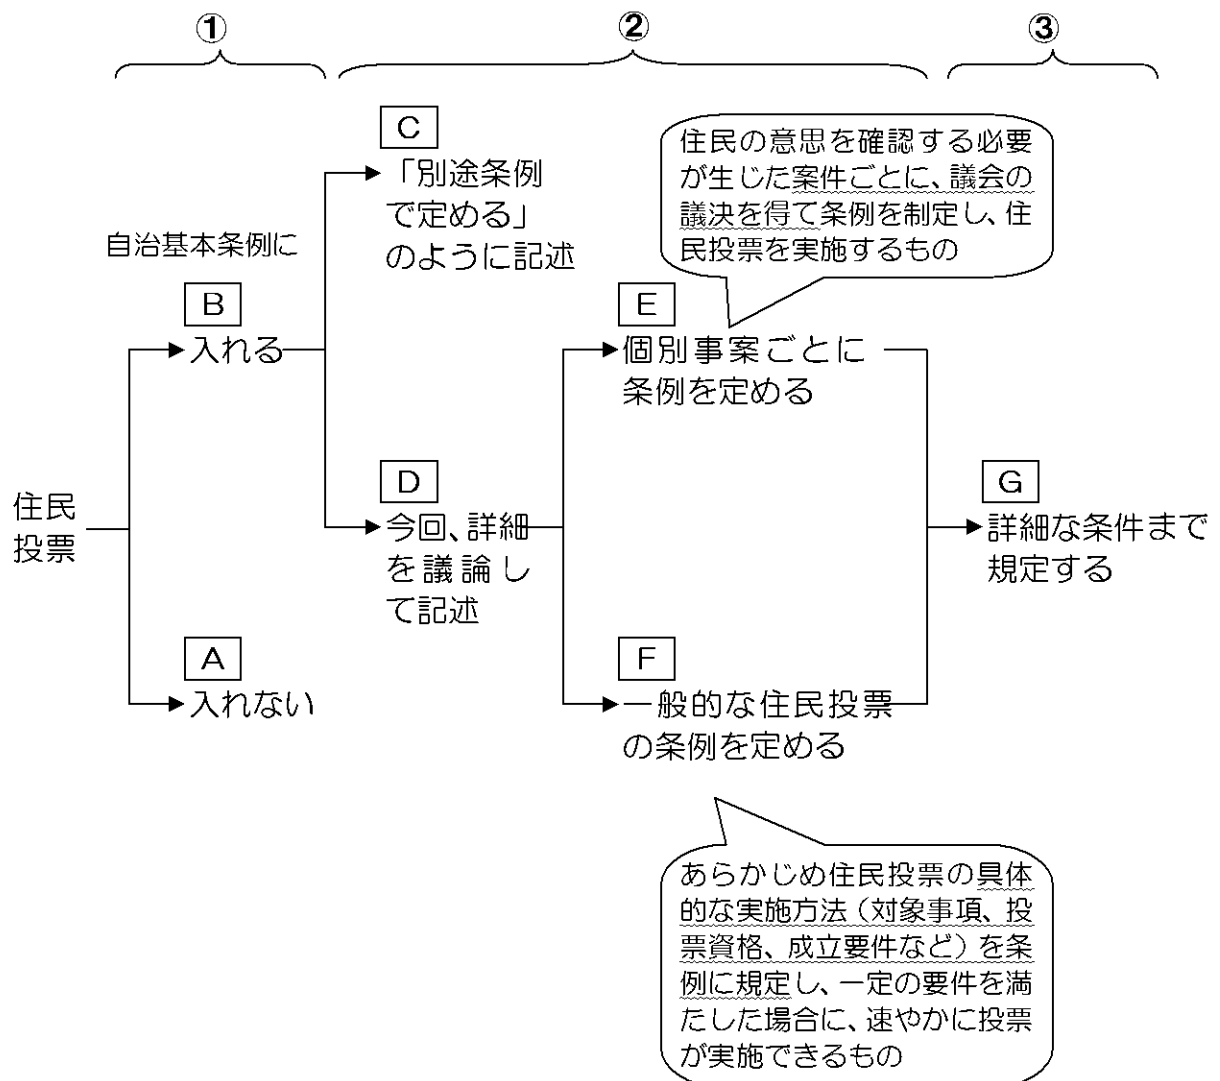 ①
②
③
C
「別途条例
で定める」
のように記述
住民の意思を確認する必要
が生じた案件ごとに、議会の
議決を得て条例を制定し、住
民投票を実施するもの
自治基本条例に
B
入れる
E
個別事案ごとに
条例を定める
住民
投票
D
今回、詳細
を議論し
て記述
G
詳細な条件まで
規定する
A
入れない
F
一般的な住民投票
の条例を定める
あらかじめ住民投票の具体
的な実施方法（対象事項、投
票資格、成立要件など）を条
例に規定し、一定の要件を満
たした場合に、速やかに投票
が実施できるもの